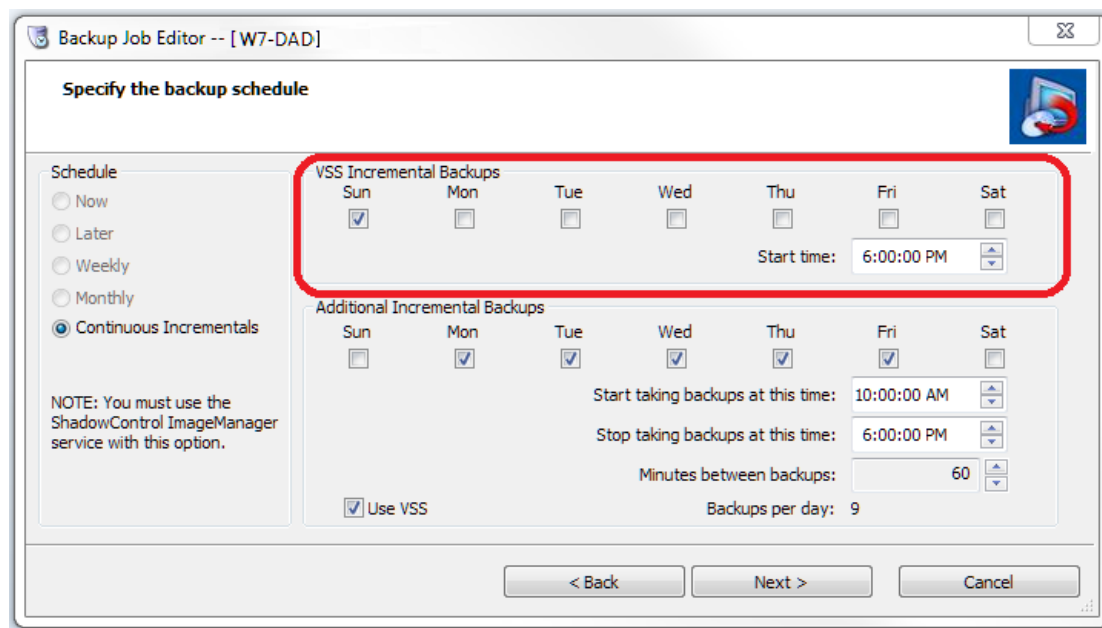 Backup Job Editor -- [ W7-DAD]
Specify the backup schedule
Schedule
Now
Later
Weekly
Monthly
Continuous Incrementals
NOTE: You must use the
ShadowControl ImageManager
service with this option.
VSS Incremental Backups
Sun Mon Tue Wed Thu Fri Sat
Start time: 6:00:00 PM
Additional Incremental Backups
Sun Mon Tue Wed Thu Fri Sat
Start taking backups at this time: 10:00:00 AM
Stop taking backups at this time: 6:00:00 PM
Minutes between backups: 60
Use VSS Backups per day: 9
< Back Next > Cancel